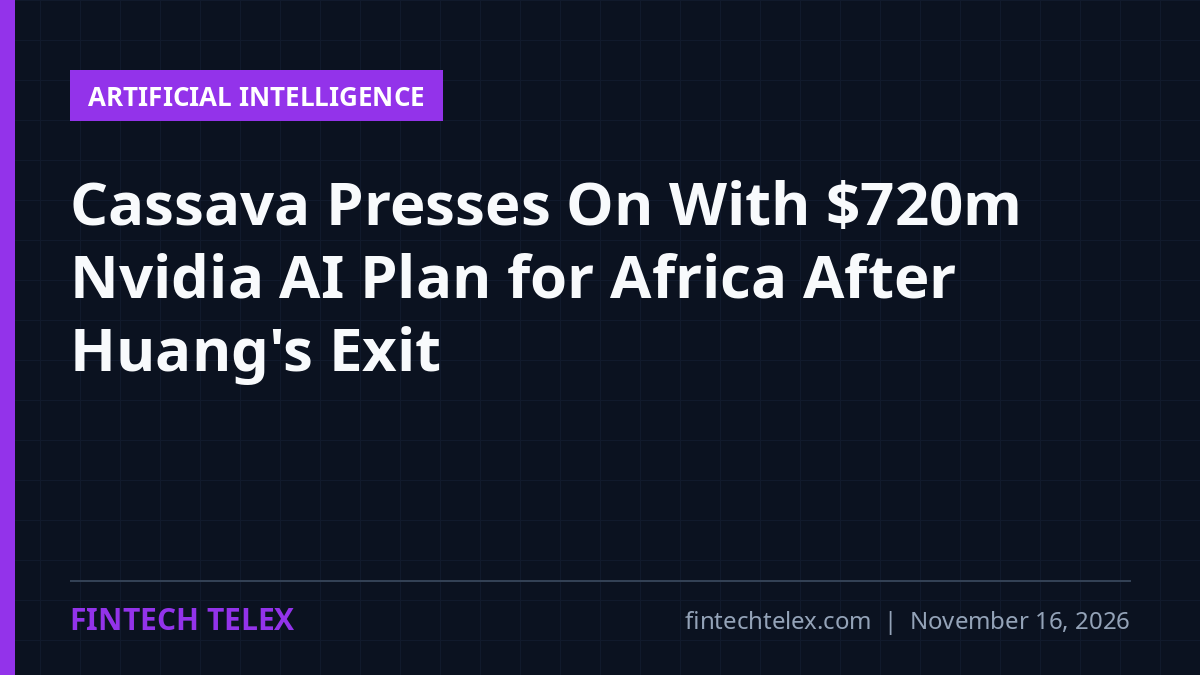 ARTIFICIAL INTELLIGENCE
Cassava Presses On With $720m
Nvidia AI Plan for Africa After
Huang's Exit
FINTECH TELEX
fintechtelex.com | November 16, 2026